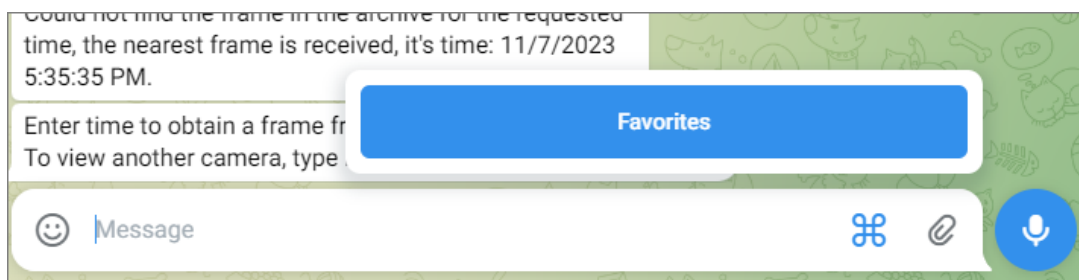 Could not find the frame in the archive for the requested
time, the nearest frame is received, it's time: 11/7/2023
5:35:35 PM.
Favorites
Enter time to obtain a frame fr
To view another camera, type
Message